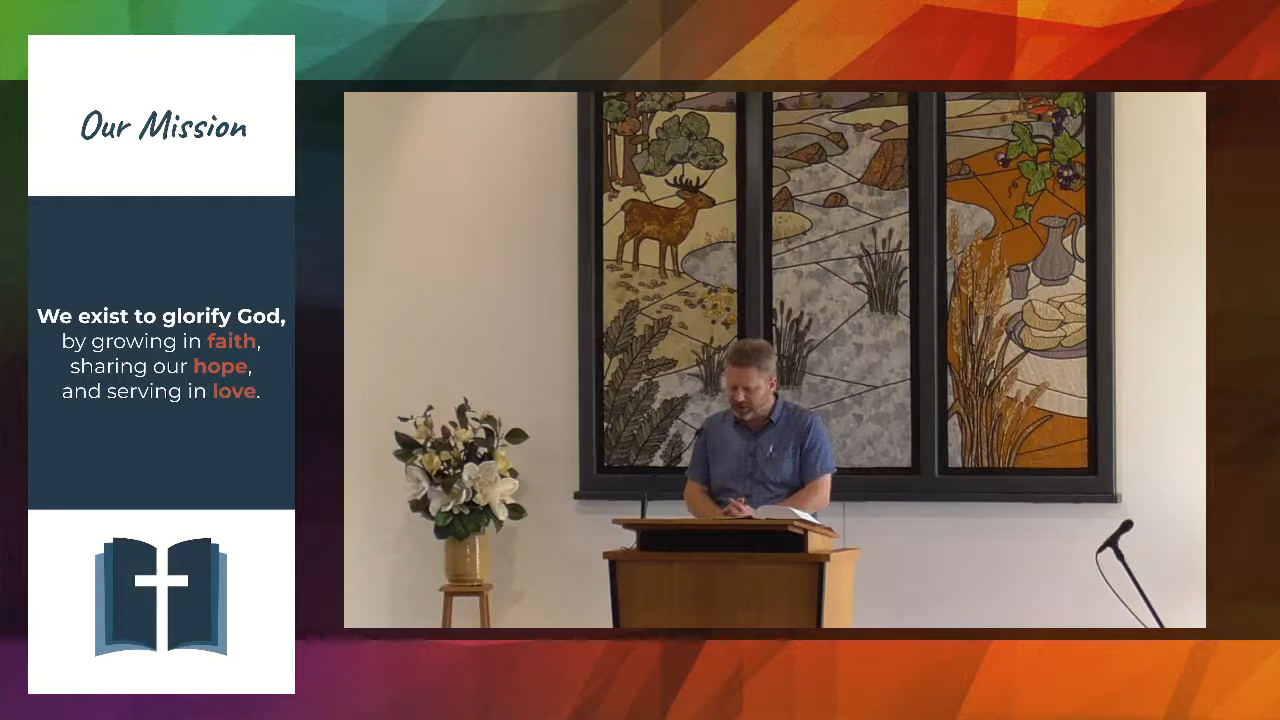 Our Mission
We exist to glorify God,
by growing in faith,
sharing our hope,
and serving in love.